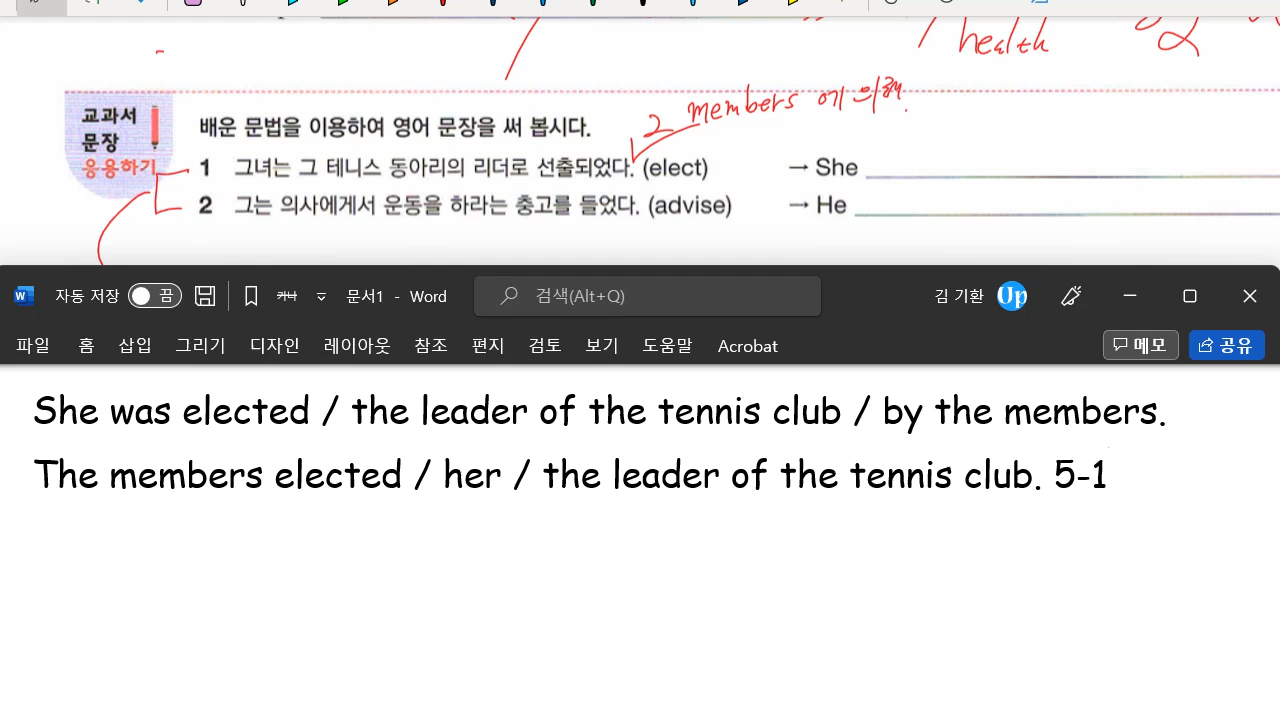 health
members 에 의해.
교과서
문장
응용하기
배운 문법을 이용하여 영어 문장을 써 봅시다.
1 그녀는 그 테니스 동아리의 리더로 선출되었다. (elect) → She
2 그는 의사에게서 운동을 하라는 충고를 들었다. (advise) → He
자동 저장 끔 문서1 - Word 검색(Alt+Q) 김 기환 Up
파일 홈 삽입 그리기 디자인 레이아웃 참조 편지 검토 보기 도움말 Acrobat 메모 공유
She was elected / the leader of the tennis club / by the members.
The members elected / her / the leader of the tennis club. 5-1